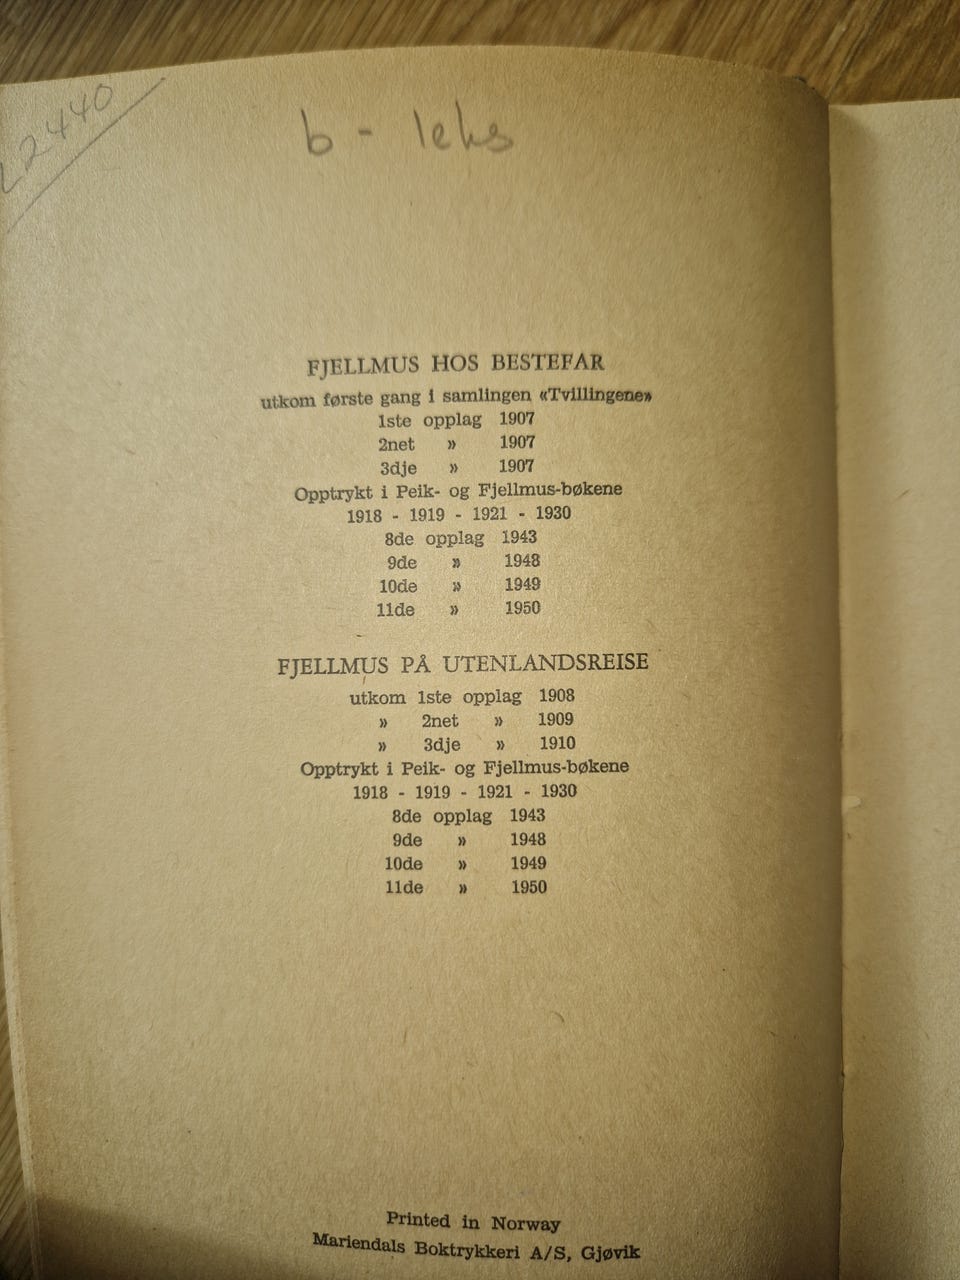 22440
b - leks
FJELLMUS HOS BESTEFAR
utkom første gang i samlingen «Tvillingene»
1ste opplag 1907
2net » 1907
3dje » 1907
Opptrykt i Peik- og Fjellmus-bøkene
1918 - 1919 - 1921 - 1930
8de opplag 1943
9de » 1948
10de » 1949
11de » 1950
FJELLMUS PÅ UTENLANDSREISE
utkom 1ste opplag 1908
» 2net » 1909
» 3dje » 1910
Opptrykt i Peik- og Fjellmus-bøkene
1918 - 1919 - 1921 - 1930
8de opplag 1943
9de » 1948
10de » 1949
11de » 1950
Printed in Norway
Mariendals Boktrykkeri A/S, Gjøvik